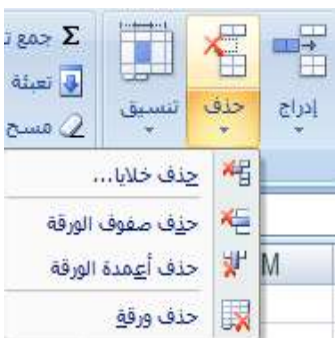 إدراج
حذف
تنسيق
Σ جمع
تعبئة
مسح
حذف خلايا...
حذف صفوف الورقة
حذف أعمدة الورقة
حذف ورقة
M